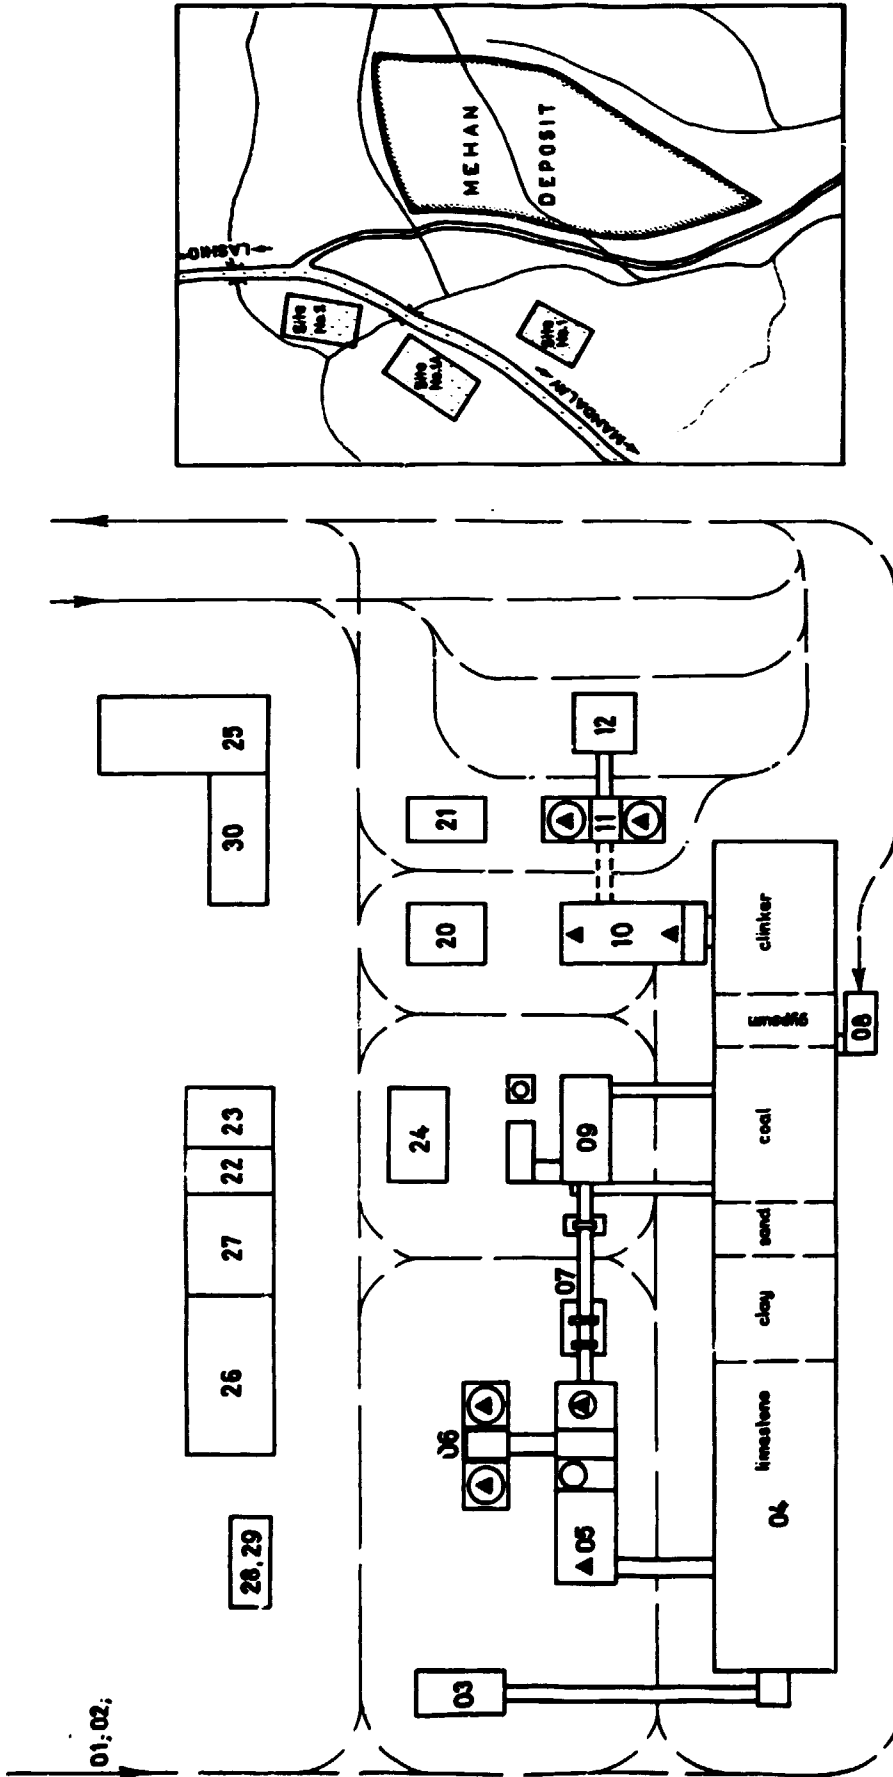 01; 02;
28, 29
26
27
22
23
30
25
03
06
05
07
24
09
20
10
21
11
12
04
limestone
clay
sand
coal
gypsum
clinker
08
MEHAN
DEPOSIT
LASHIO
MANDALAY
Site
No.2
Site
No.1A
Site
No.1